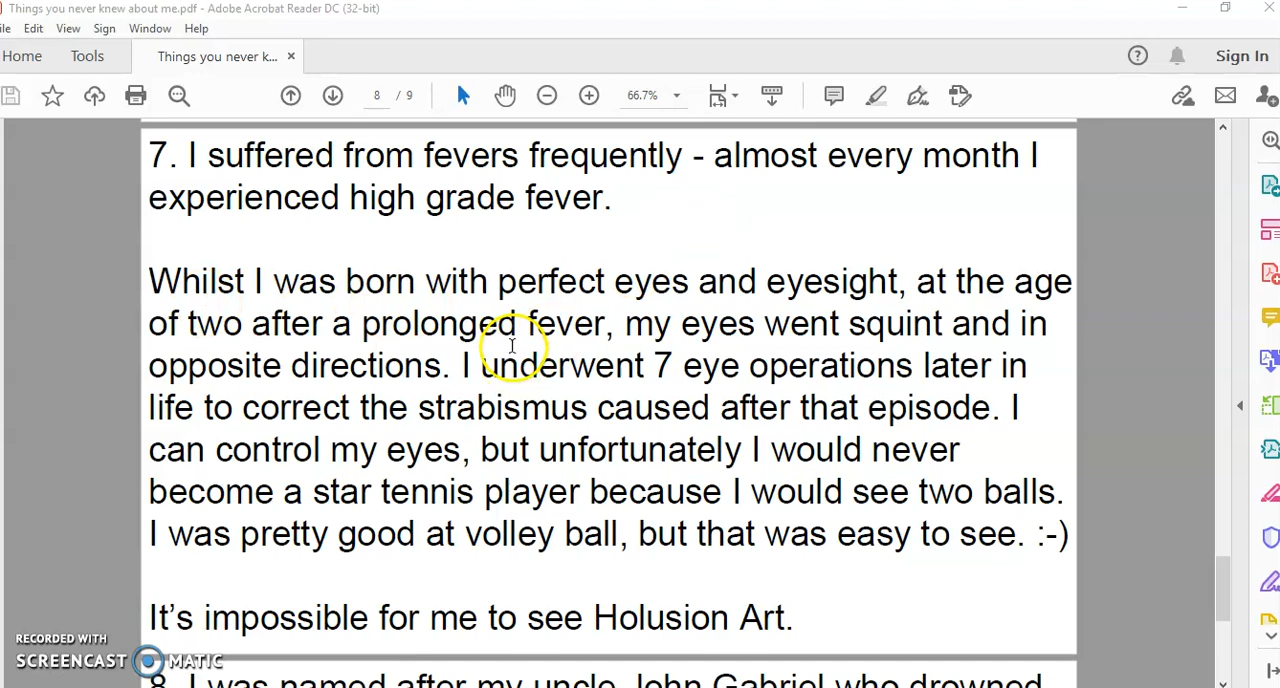 Things you never knew about me.pdf - Adobe Acrobat Reader DC (32-bit)
ile Edit View Sign Window Help
Home Tools Things you never k... × Sign In
8 / 9 66.7%
7. I suffered from fevers frequently - almost every month I
experienced high grade fever.
Whilst I was born with perfect eyes and eyesight, at the age
of two after a prolonged fever, my eyes went squint and in
opposite directions. I underwent 7 eye operations later in
life to correct the strabismus caused after that episode. I
can control my eyes, but unfortunately I would never
become a star tennis player because I would see two balls.
I was pretty good at volley ball, but that was easy to see. :-)
It’s impossible for me to see Holusion Art.
RECORDED WITH
SCREENCAST MATIC
8. I was named after my uncle, John Gabriel who drowned